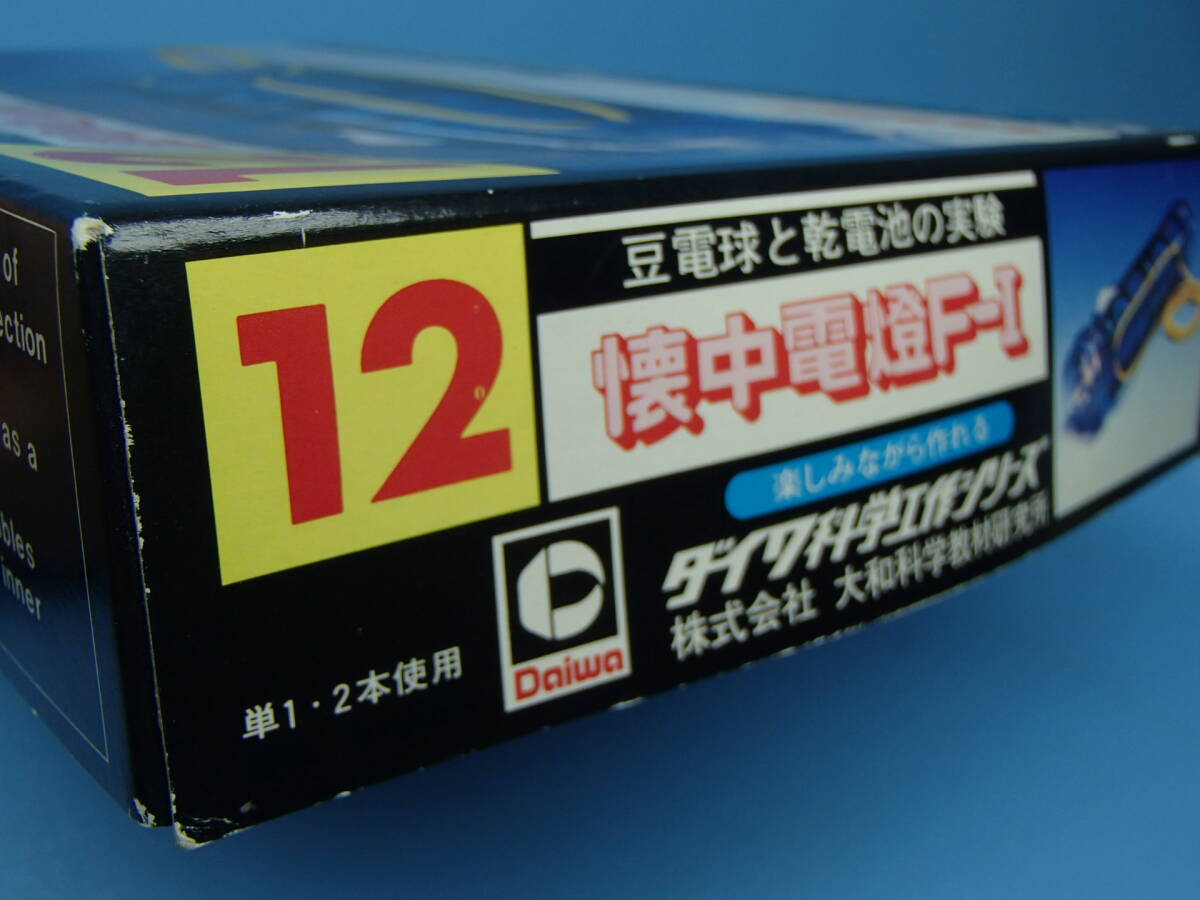 12
豆電球と乾電池の実験
懐中電燈F-I
楽しみながら作れる
ダイワ科学工作シリーズ
株式会社 大和科学教材研究所
Daiwa
単1・2本使用
of
ection
as a
bles
inner